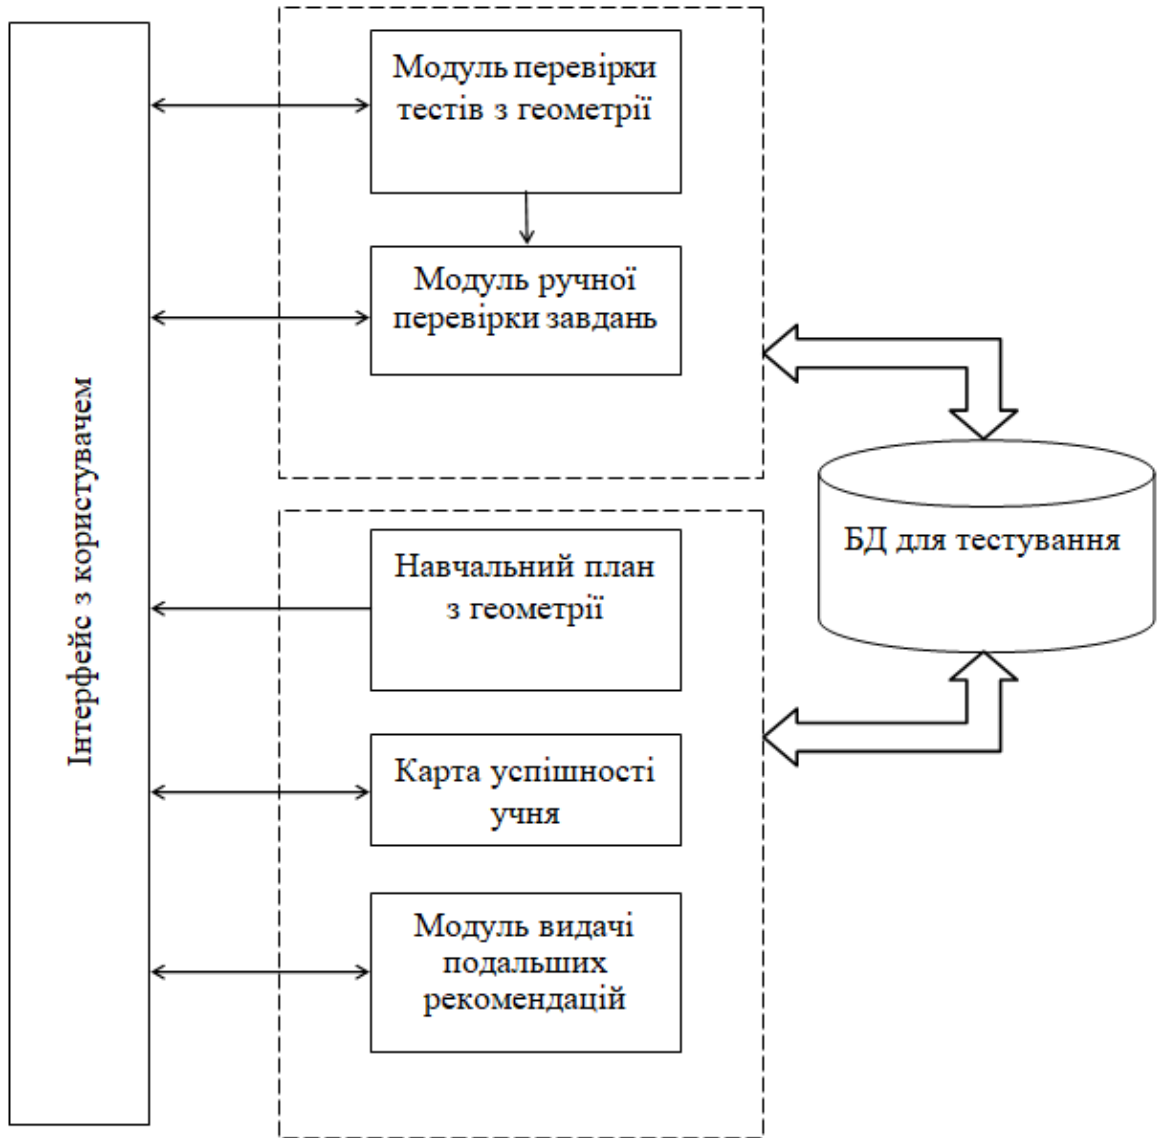 Інтерфейс з користувачем
Модуль перевірки
тестів з геометрії
Модуль ручної
перевірки завдань
БД для тестування
Навчальний план
з геометрії
Карта успішності
учня
Модуль видачі
подальших
рекомендацій